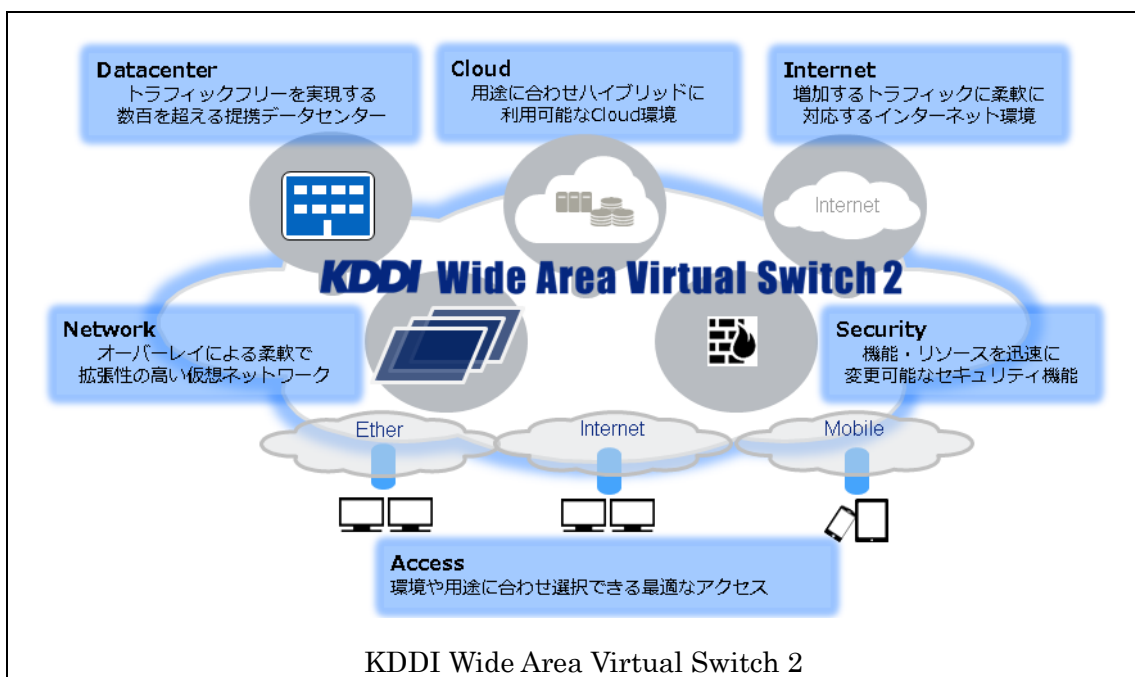 Datacenter
トラフィックフリーを実現する
数百を超える提携データセンター
Cloud
用途に合わせハイブリッドに
利用可能なCloud環境
Internet
増加するトラフィックに柔軟に
対応するインターネット環境
Internet
KDDI Wide Area Virtual Switch 2
Network
オーバーレイによる柔軟で
拡張性の高い仮想ネットワーク
Security
機能・リソースを迅速に
変更可能なセキュリティ機能
Ether
Internet
Mobile
Access
環境や用途に合わせ選択できる最適なアクセス
KDDI Wide Area Virtual Switch 2